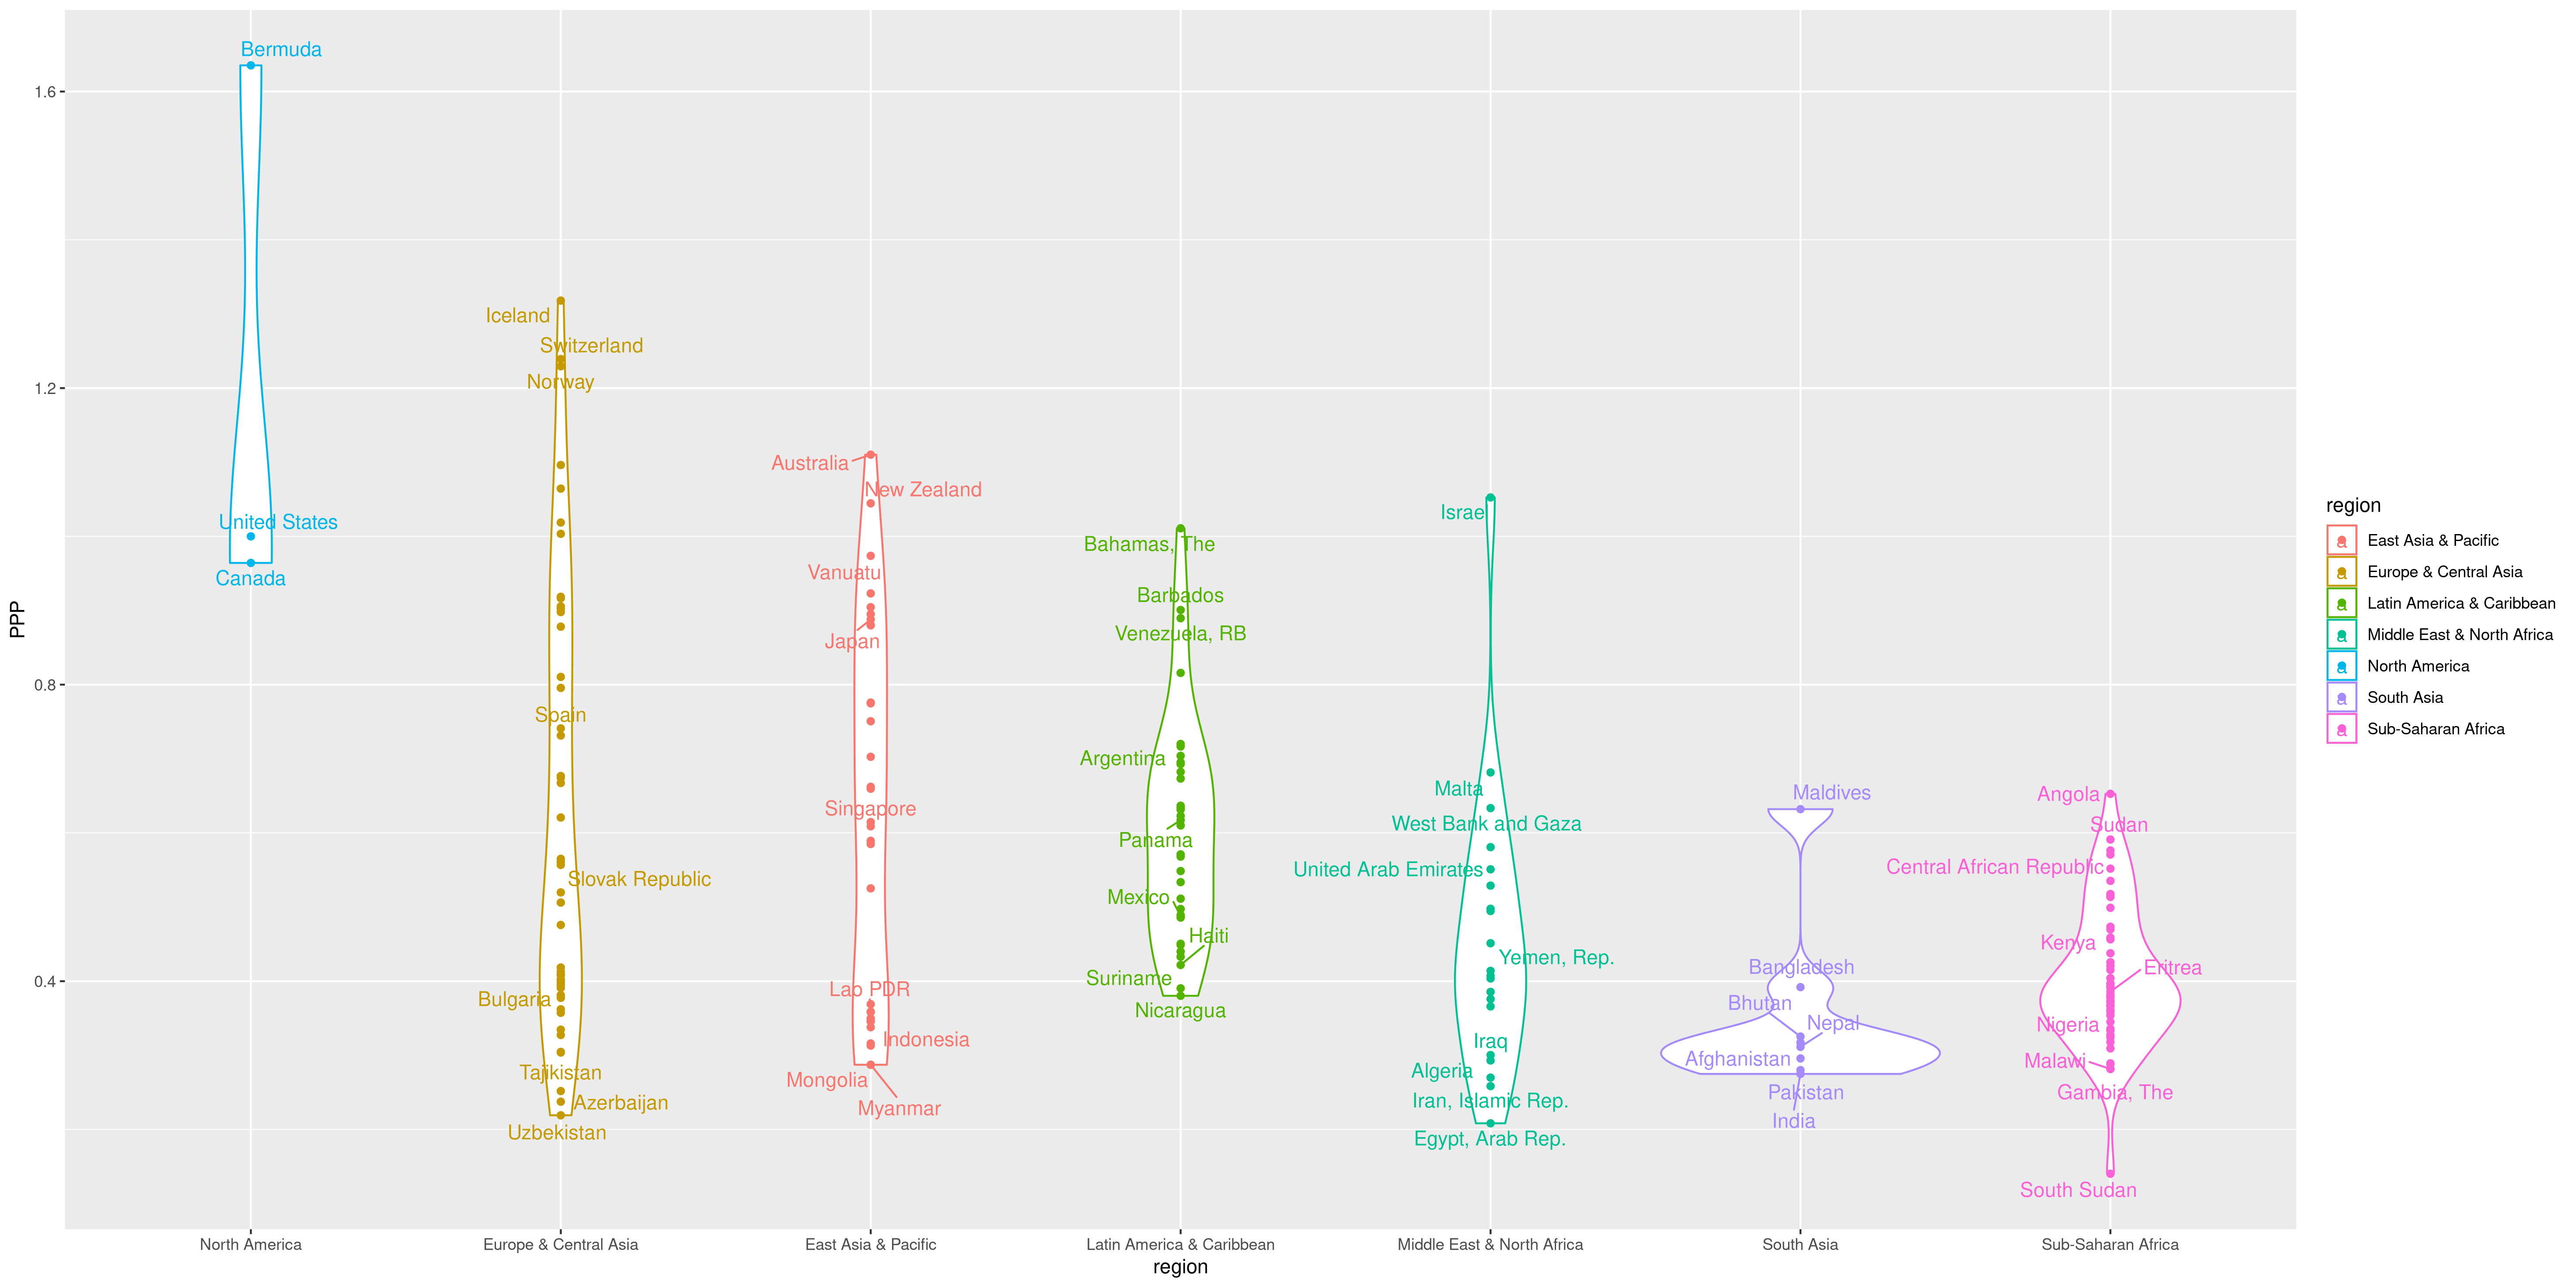 Bermuda
1.6
Iceland
Switzerland
Norway
1.2
Australia
New Zealand
Israel
United States
Bahamas, The
Canada
Vanuatu
Barbados
Venezuela, RB
Japan
PPP
0.8
Spain
Argentina
Malta
Maldives
Angola
Singapore
West Bank and Gaza
Sudan
Panama
United Arab Emirates
Central African Republic
Slovak Republic
Mexico
Haiti
Kenya
Yemen, Rep.
Bangladesh
Eritrea
0.4
Suriname
Lao PDR
Bulgaria
Bhutan
Nicaragua
Nepal
Nigeria
Indonesia
Iraq
Afghanistan
Malawi
Tajikistan
Algeria
Mongolia
Pakistan
Gambia, The
Azerbaijan
Iran, Islamic Rep.
Myanmar
India
Uzbekistan
Egypt, Arab Rep.
South Sudan
North America
Europe & Central Asia
East Asia & Pacific
Latin America & Caribbean
Middle East & North Africa
South Asia
Sub-Saharan Africa
region
region
a East Asia & Pacific
a Europe & Central Asia
a Latin America & Caribbean
a Middle East & North Africa
a North America
a South Asia
a Sub-Saharan Africa